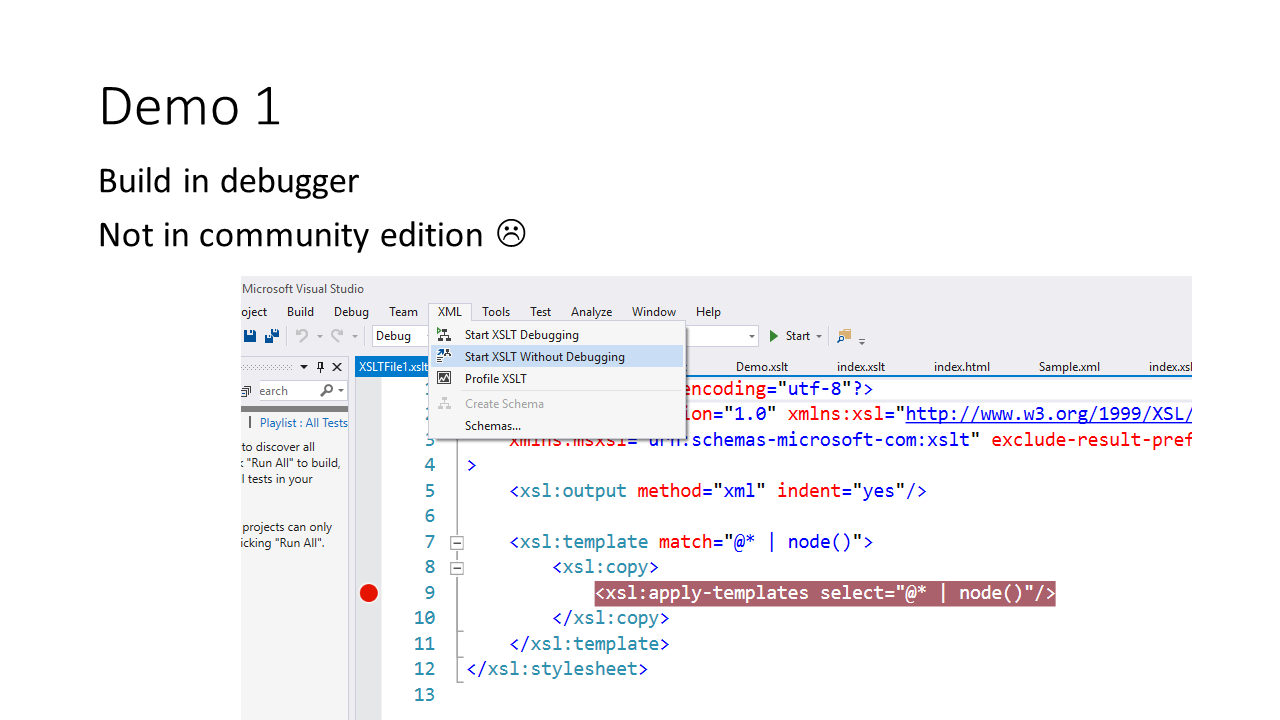 Demo 1
Build in debugger
Not in community edition ☹
Microsoft Visual Studio
oject Build Debug Team XML Tools Test Analyze Window Help
Debug Start
Start XSLT Debugging
Start XSLT Without Debugging
Profile XSLT
Create Schema
Schemas...
XSLTFile1.xslt Demo.xslt index.xslt index.html Sample.xml index.xsl
earch
Playlist : All Tests
to discover all
"Run All" to build,
l tests in your
projects can only
icking "Run All".
encoding="utf-8"?>
ion="1.0" xmlns:xsl="http://www.w3.org/1999/XSL/
3 xmlns:msxsl="urn:schemas-microsoft-com:xslt" exclude-result-pref
4 >
5 <xsl:output method="xml" indent="yes"/>
6
7 <xsl:template match="@* | node()">
8 <xsl:copy>
9 <xsl:apply-templates select="@* | node()"/>
10 </xsl:copy>
11 </xsl:template>
12 </xsl:stylesheet>
13